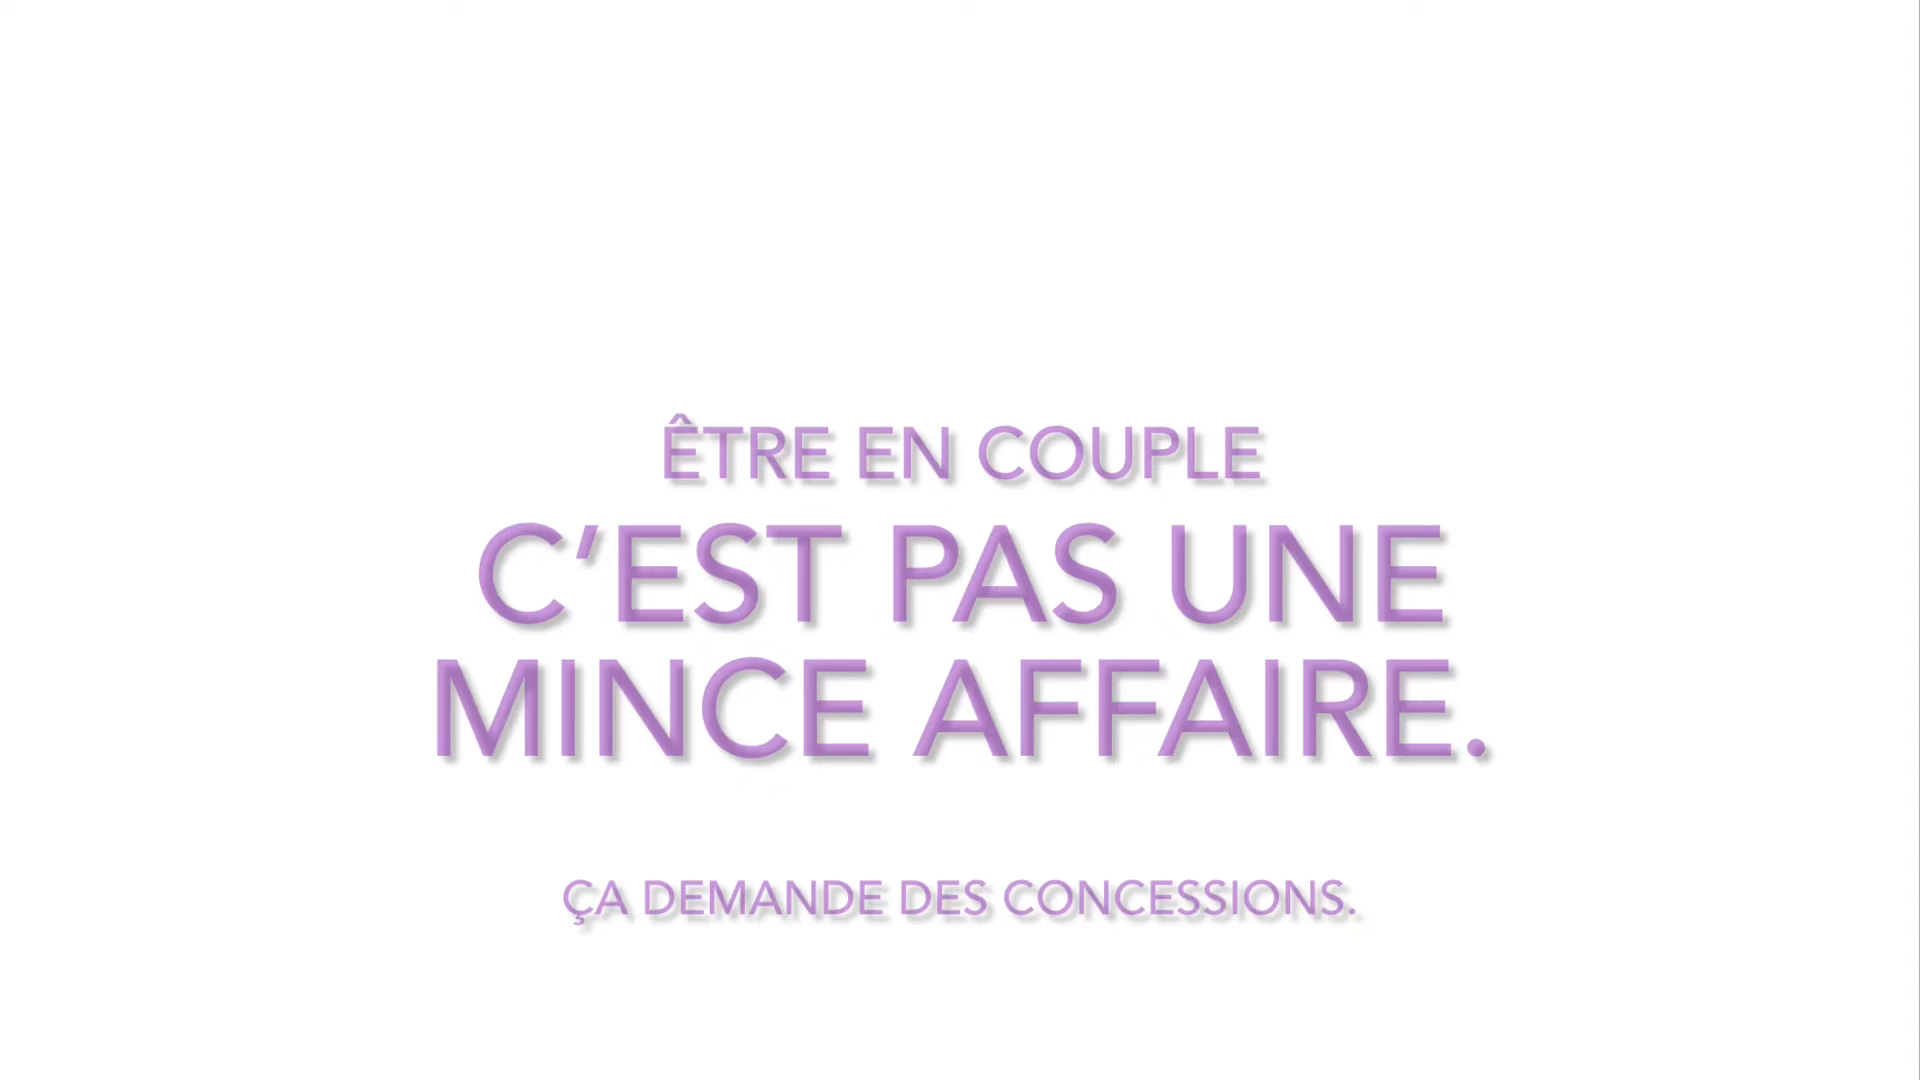 ÊTRE EN COUPLE
C’EST PAS UNE
MINCE AFFAIRE.
ÇA DEMANDE DES CONCESSIONS.